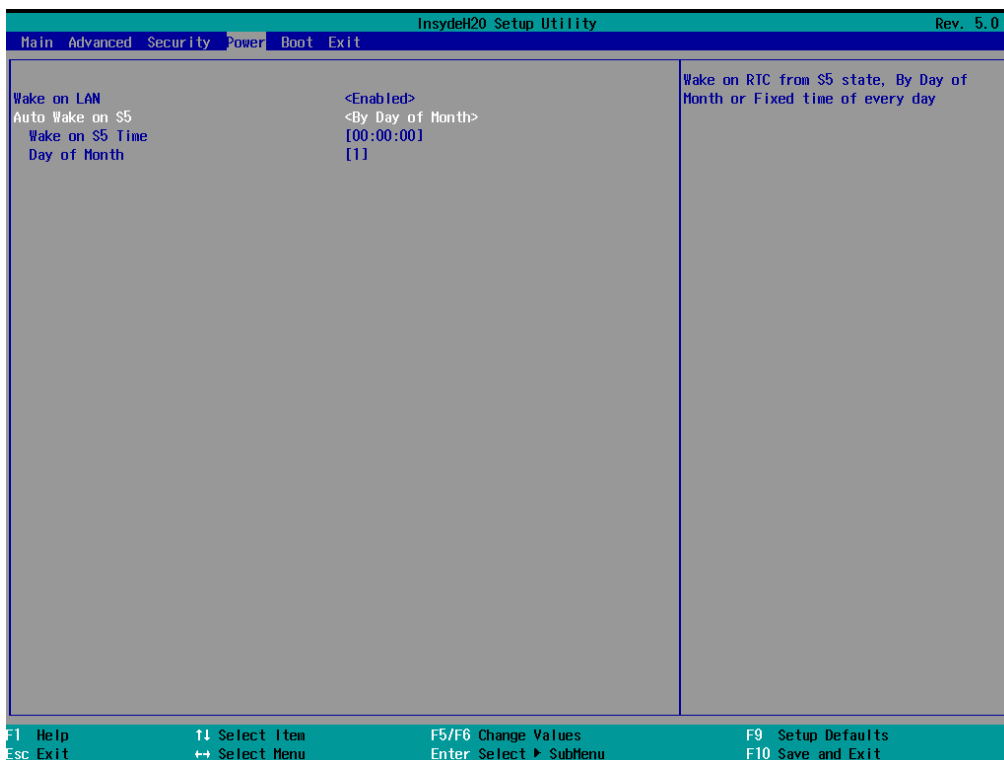 InsydeH20 Setup Utility Rev. 5.0
Main Advanced Security Power Boot Exit
Wake on LAN <Enabled>
Auto Wake on S5 <By Day of Month>
Wake on S5 Time [00:00:00]
Day of Month [1]
Wake on RTC from S5 state, By Day of
Month or Fixed time of every day
F1 Help ↑↓ Select Item F5/F6 Change Values F9 Setup Defaults
Esc Exit ←→ Select Menu Enter Select ▶ SubMenu F10 Save and Exit